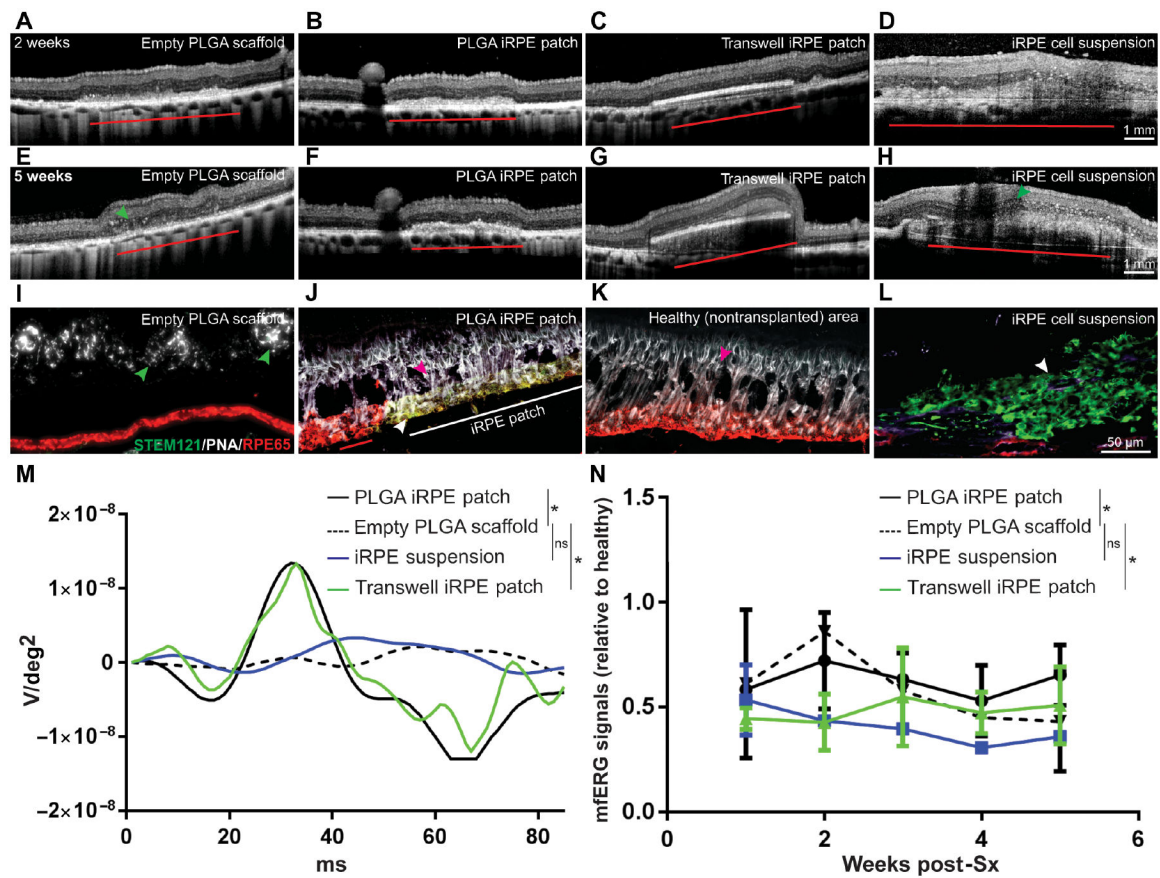 A
2 weeks
Empty PLGA scaffold
B
PLGA iRPE patch
C
Transwell iRPE patch
D
iRPE cell suspension
1 mm
E
5 weeks
Empty PLGA scaffold
F
PLGA iRPE patch
G
Transwell iRPE patch
H
iRPE cell suspension
1 mm
I
Empty PLGA scaffold
STEM121/PNA/RPE65
J
PLGA iRPE patch
iRPE patch
K
Healthy (nontransplanted) area
L
iRPE cell suspension
50 µm
M
PLGA iRPE patch
Empty PLGA scaffold
iRPE suspension
Transwell iRPE patch
*
ns
*
2×10⁻⁸
1×10⁻⁸
0
−1×10⁻⁸
−2×10⁻⁸
V/deg2
0
20
40
60
80
ms
N
PLGA iRPE patch
Empty PLGA scaffold
iRPE suspension
Transwell iRPE patch
*
ns
*
1.5
1.0
0.5
0.0
mfERG signals (relative to healthy)
0
2
4
6
Weeks post-Sx